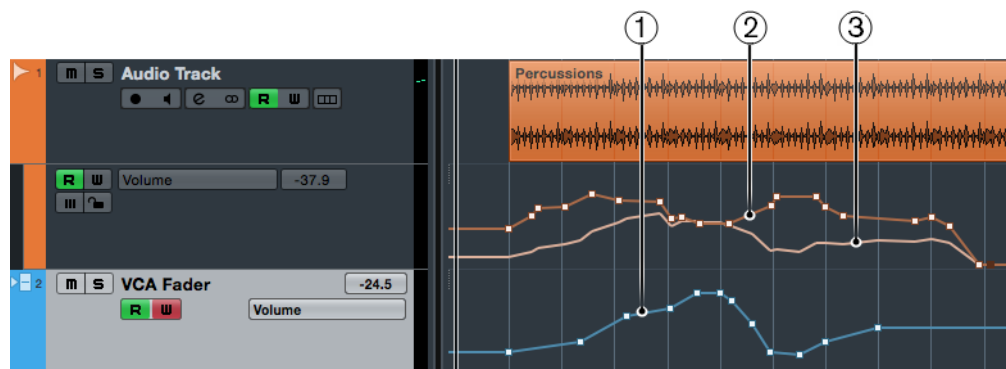 1 2 3
1 m S Audio Track
e R W
Percussions
R W Volume -37.9
2 m S VCA Fader -24.5
R W Volume